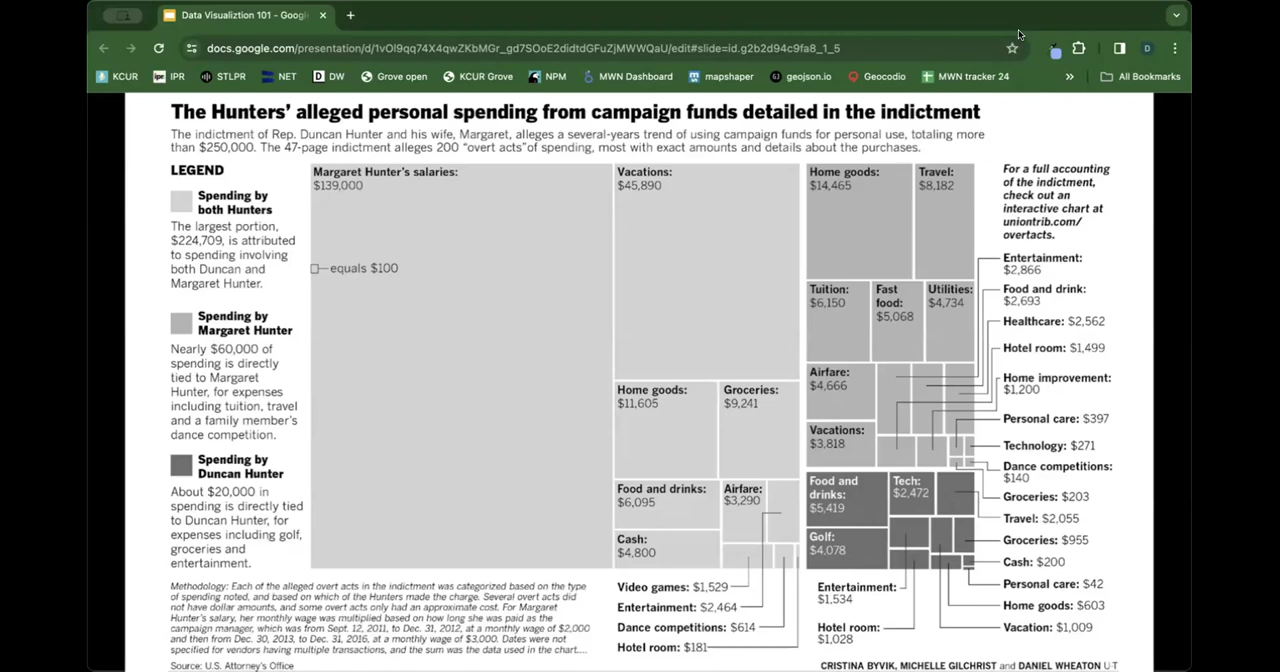 Data Visualiztion 101 - Googl
docs.google.com/presentation/d/1vOl9qq74X4qwZKbMGr_gd7SOoE2didtdGFuZjMWWQaU/edit#slide=id.g2b2d94c9fa8_1_5
D
KCUR
ipr IPR
STLPR
NET
D DW
Grove open
KCUR Grove
NPM
MWN Dashboard
mapshaper
geojson.io
Geocodio
MWN tracker 24
»
All Bookmarks
The Hunters’ alleged personal spending from campaign funds detailed in the indictment
The indictment of Rep. Duncan Hunter and his wife, Margaret, alleges a several-years trend of using campaign funds for personal use, totaling more
than $250,000. The 47-page indictment alleges 200 “overt acts”of spending, most with exact amounts and details about the purchases.
LEGEND
Spending by
both Hunters
The largest portion,
$224,709, is attributed
to spending involving
both Duncan and
Margaret Hunter.
Spending by
Margaret Hunter
Nearly $60,000 of
spending is directly
tied to Margaret
Hunter, for expenses
including tuition, travel
and a family member’s
dance competition.
Spending by
Duncan Hunter
About $20,000 in
spending is directly tied
to Duncan Hunter, for
expenses including golf,
groceries and
entertainment.
Margaret Hunter’s salaries:
$139,000
equals $100
Vacations:
$45,890
Home goods:
$11,605
Groceries:
$9,241
Food and drinks:
$6,095
Airfare:
$3,290
Cash:
$4,800
Video games: $1,529
Entertainment: $2,464
Dance competitions: $614
Hotel room: $181
Home goods:
$14,465
Travel:
$8,182
Tuition:
$6,150
Fast
food:
$5,068
Utilities:
$4,734
Airfare:
$4,666
Vacations:
$3,818
Food and
drinks:
$5,419
Tech:
$2,472
Golf:
$4,078
Entertainment:
$1,534
Hotel room:
$1,028
For a full accounting
of the indictment,
check out an
interactive chart at
uniontrib.com/
overtacts.
Entertainment:
$2,866
Food and drink:
$2,693
Healthcare: $2,562
Hotel room: $1,499
Home improvement:
$1,200
Personal care: $397
Technology: $271
Dance competitions:
$140
Groceries: $203
Travel: $2,055
Groceries: $955
Cash: $200
Personal care: $42
Home goods: $603
Vacation: $1,009
Methodology: Each of the alleged overt acts in the indictment was categorized based on the type
of spending noted, and based on which of the Hunters made the charge. Several overt acts did
not have dollar amounts, and some overt acts only had an approximate cost. For Margaret
Hunter's salary, her monthly wage was multiplied based on how long she was paid as the
campaign manager, which was from Sept. 12, 2011, to Dec. 31, 2012, at a monthly wage of $2,000
and then from Dec. 30, 2013, to Dec. 31, 2016, at a monthly wage of $3,000. Dates were not
specified for vendors having multiple transactions, and the sum was the data used in the chart....
Source: U.S. Attorney’s Office
CRISTINA BYVIK, MICHELLE GILCHRIST and DANIEL WHEATON U-T